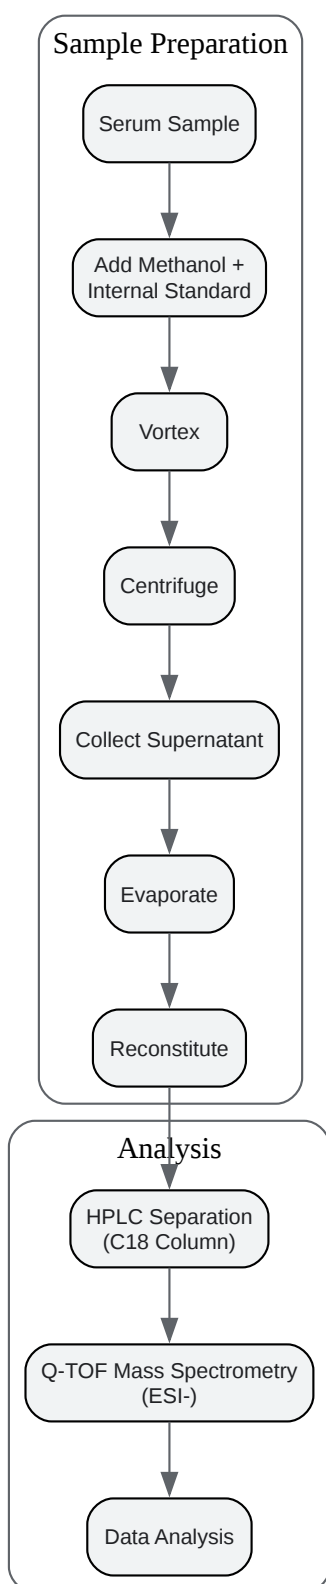 Sample Preparation
Serum Sample
Add Methanol +
Internal Standard
Vortex
Centrifuge
Collect Supernatant
Evaporate
Reconstitute
Analysis
HPLC Separation
(C18 Column)
Q-TOF Mass Spectrometry
(ESI-)
Data Analysis